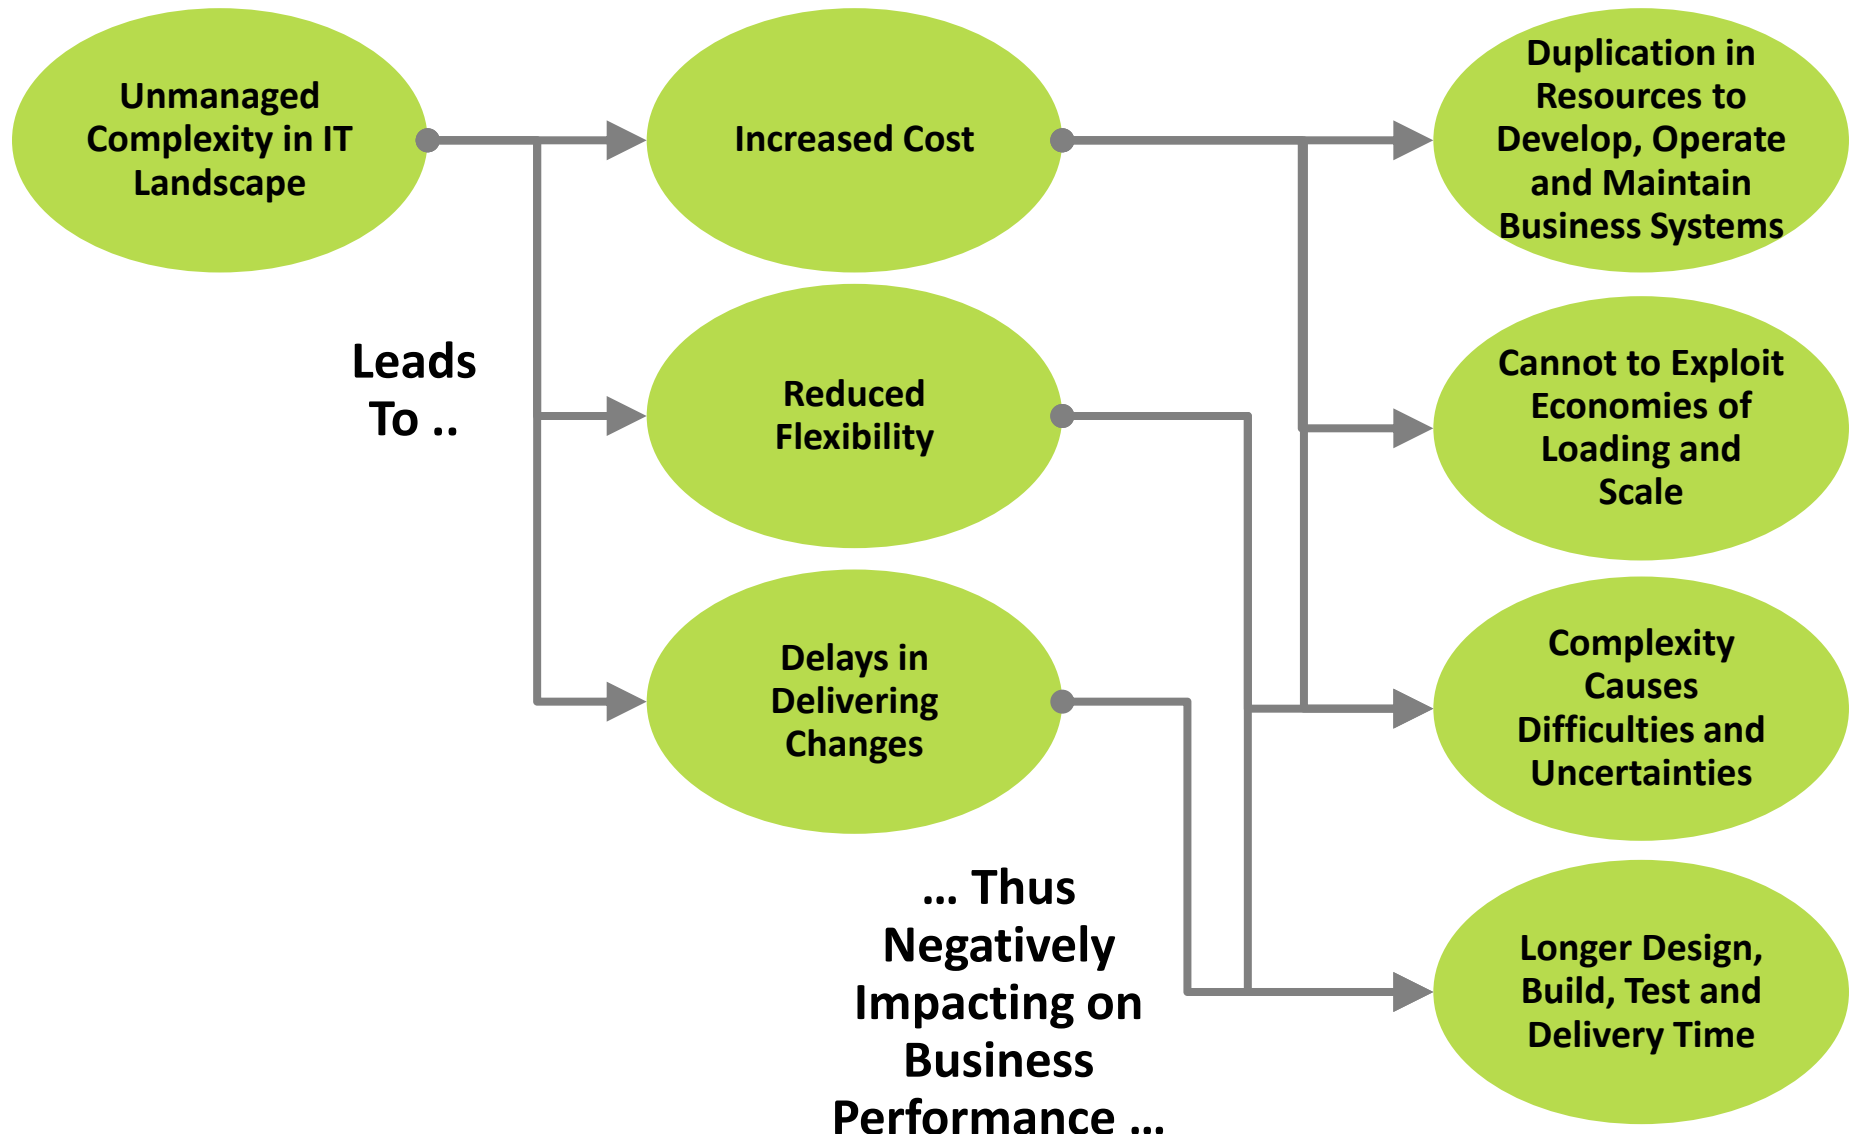 Unmanaged
Complexity in IT
Landscape
Increased Cost
Duplication in
Resources to
Develop, Operate
and Maintain
Business Systems
Leads
To ..
Reduced
Flexibility
Cannot to Exploit
Economies of
Loading and
Scale
Delays in
Delivering
Changes
Complexity
Causes
Difficulties and
Uncertainties
... Thus
Negatively
Impacting on
Business
Performance ...
Longer Design,
Build, Test and
Delivery Time